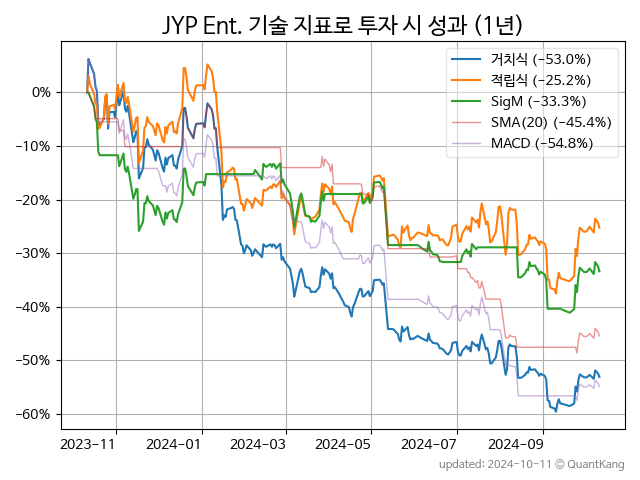 JYP Ent. 기술 지표로 투자 시 성과 (1년)
거치식 (−53.0%)
적립식 (−25.2%)
SigM (−33.3%)
SMA(20) (−45.4%)
MACD (−54.8%)
0%
−10%
−20%
−30%
−40%
−50%
−60%
2023-11 2024-01 2024-03 2024-05 2024-07 2024-09
updated: 2024-10-11 © QuantKang